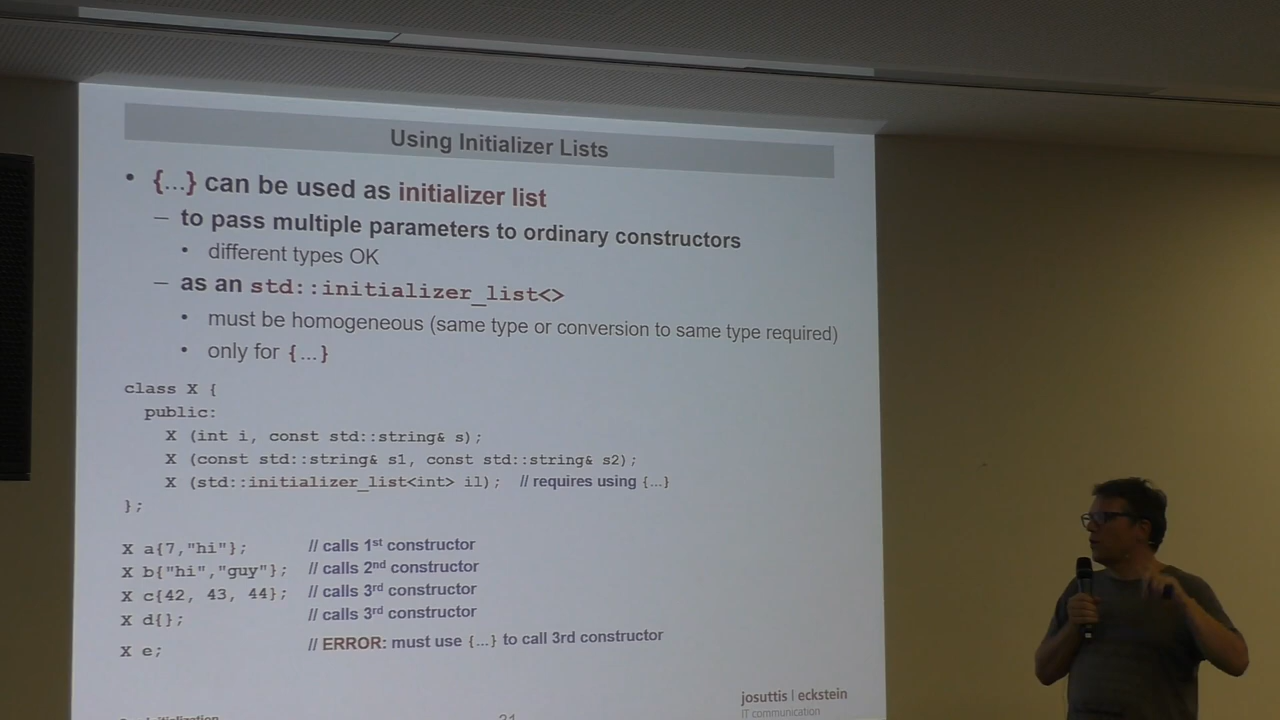 Using Initializer Lists
• {...} can be used as initializer list
– to pass multiple parameters to ordinary constructors
• different types OK
– as an std::initializer_list<>
• must be homogeneous (same type or conversion to same type required)
• only for {...}
class X {
public:
X (int i, const std::string& s);
X (const std::string& s1, const std::string& s2);
X (std::initializer_list<int> il); // requires using {...}
};
X a{7,"hi"}; // calls 1st constructor
X b{"hi","guy"}; // calls 2nd constructor
X c{42, 43, 44}; // calls 3rd constructor
X d{}; // calls 3rd constructor
X e; // ERROR: must use {...} to call 3rd constructor
josuttis | eckstein
IT communication